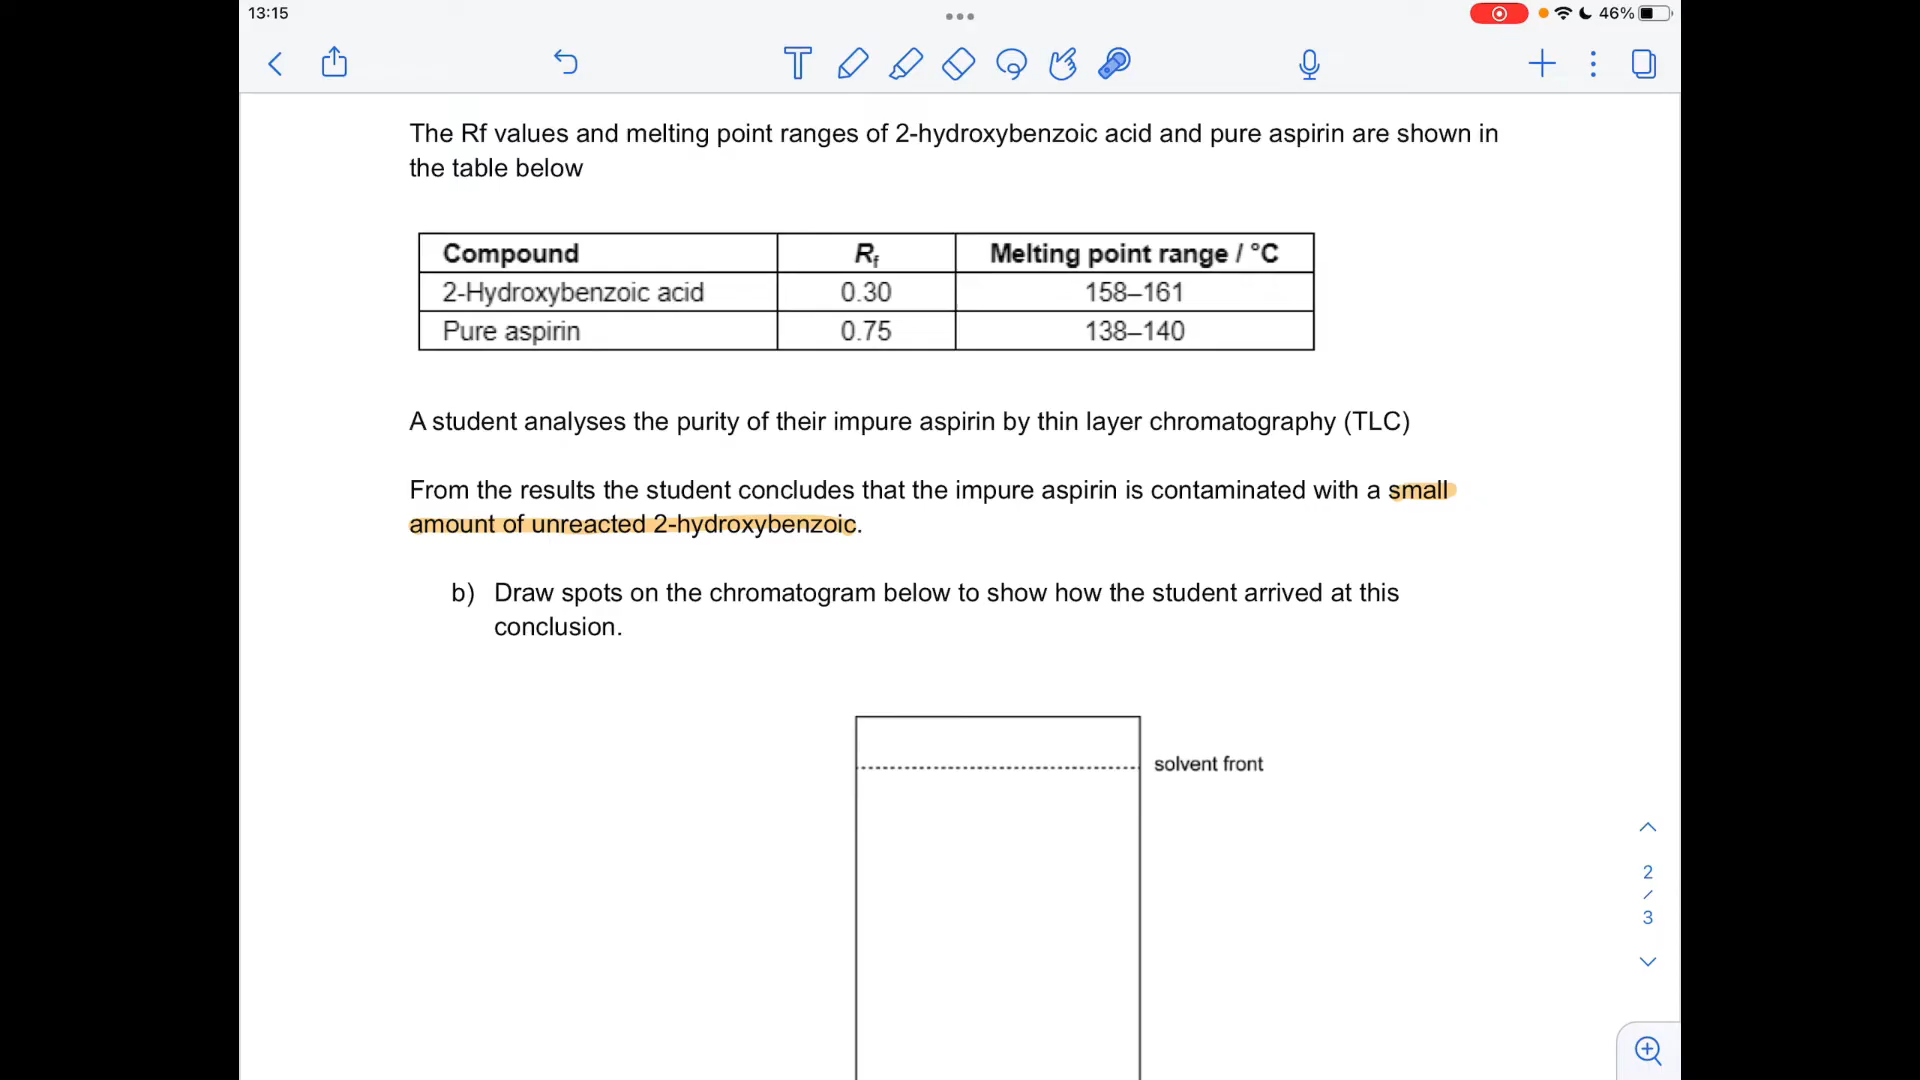 13:15
46%
The Rf values and melting point ranges of 2-hydroxybenzoic acid and pure aspirin are shown in
the table below
Compound Rf Melting point range / °C
2-Hydroxybenzoic acid 0.30 158–161
Pure aspirin 0.75 138–140
A student analyses the purity of their impure aspirin by thin layer chromatography (TLC)
From the results the student concludes that the impure aspirin is contaminated with a small
amount of unreacted 2-hydroxybenzoic.
b) Draw spots on the chromatogram below to show how the student arrived at this
conclusion.
solvent front
2
/
3